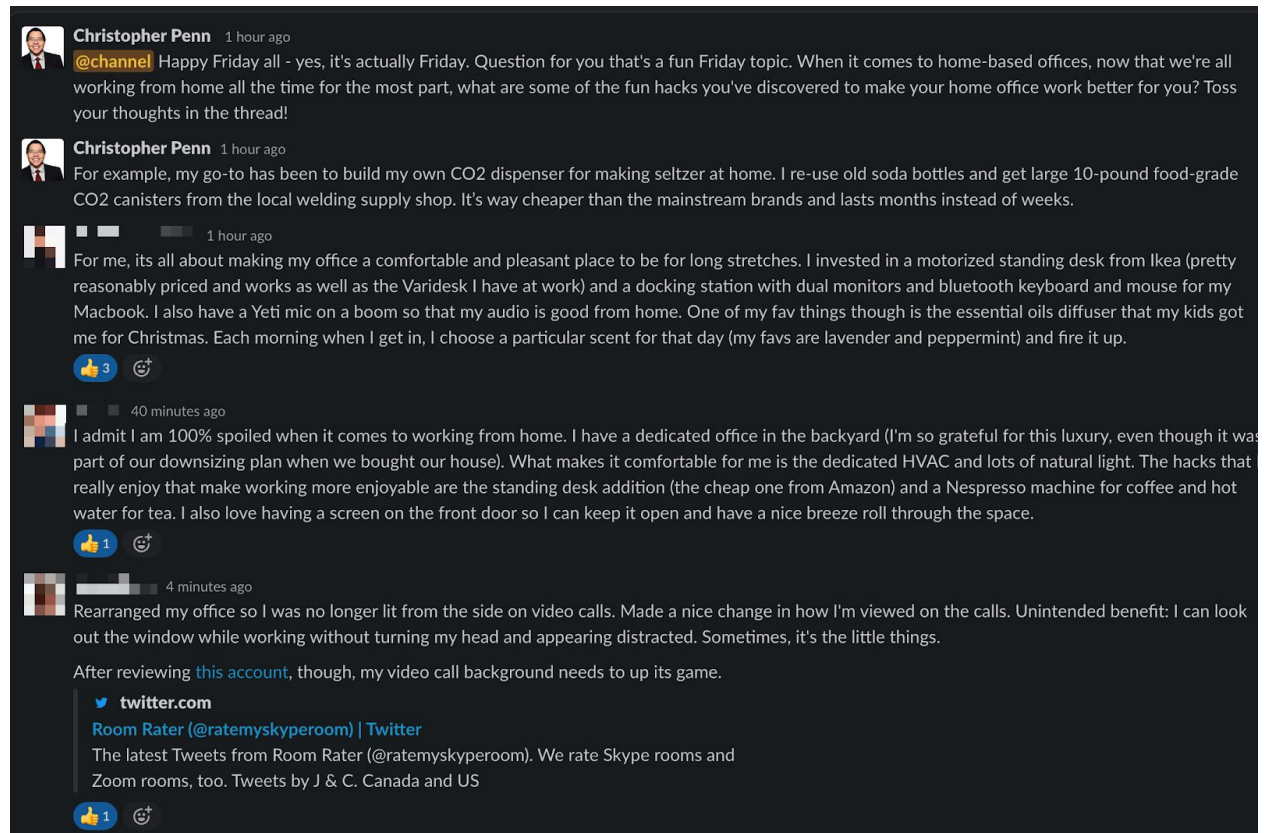 Christopher Penn 1 hour ago
@channel Happy Friday all - yes, it's actually Friday. Question for you that's a fun Friday topic. When it comes to home-based offices, now that we're all
working from home all the time for the most part, what are some of the fun hacks you've discovered to make your home office work better for you? Toss
your thoughts in the thread!
Christopher Penn 1 hour ago
For example, my go-to has been to build my own CO2 dispenser for making seltzer at home. I re-use old soda bottles and get large 10-pound food-grade
CO2 canisters from the local welding supply shop. It's way cheaper than the mainstream brands and lasts months instead of weeks.
1 hour ago
For me, its all about making my office a comfortable and pleasant place to be for long stretches. I invested in a motorized standing desk from Ikea (pretty
reasonably priced and works as well as the Varidesk I have at work) and a docking station with dual monitors and bluetooth keyboard and mouse for my
Macbook. I also have a Yeti mic on a boom so that my audio is good from home. One of my fav things though is the essential oils diffuser that my kids got
me for Christmas. Each morning when I get in, I choose a particular scent for that day (my favs are lavender and peppermint) and fire it up.
3
40 minutes ago
I admit I am 100% spoiled when it comes to working from home. I have a dedicated office in the backyard (I'm so grateful for this luxury, even though it was
part of our downsizing plan when we bought our house). What makes it comfortable for me is the dedicated HVAC and lots of natural light. The hacks that I
really enjoy that make working more enjoyable are the standing desk addition (the cheap one from Amazon) and a Nespresso machine for coffee and hot
water for tea. I also love having a screen on the front door so I can keep it open and have a nice breeze roll through the space.
1
4 minutes ago
Rearranged my office so I was no longer lit from the side on video calls. Made a nice change in how I'm viewed on the calls. Unintended benefit: I can look
out the window while working without turning my head and appearing distracted. Sometimes, it's the little things.
After reviewing this account, though, my video call background needs to up its game.
twitter.com
Room Rater (@ratemyskyperoom) | Twitter
The latest Tweets from Room Rater (@ratemyskyperoom). We rate Skype rooms and
Zoom rooms, too. Tweets by J & C. Canada and US
1